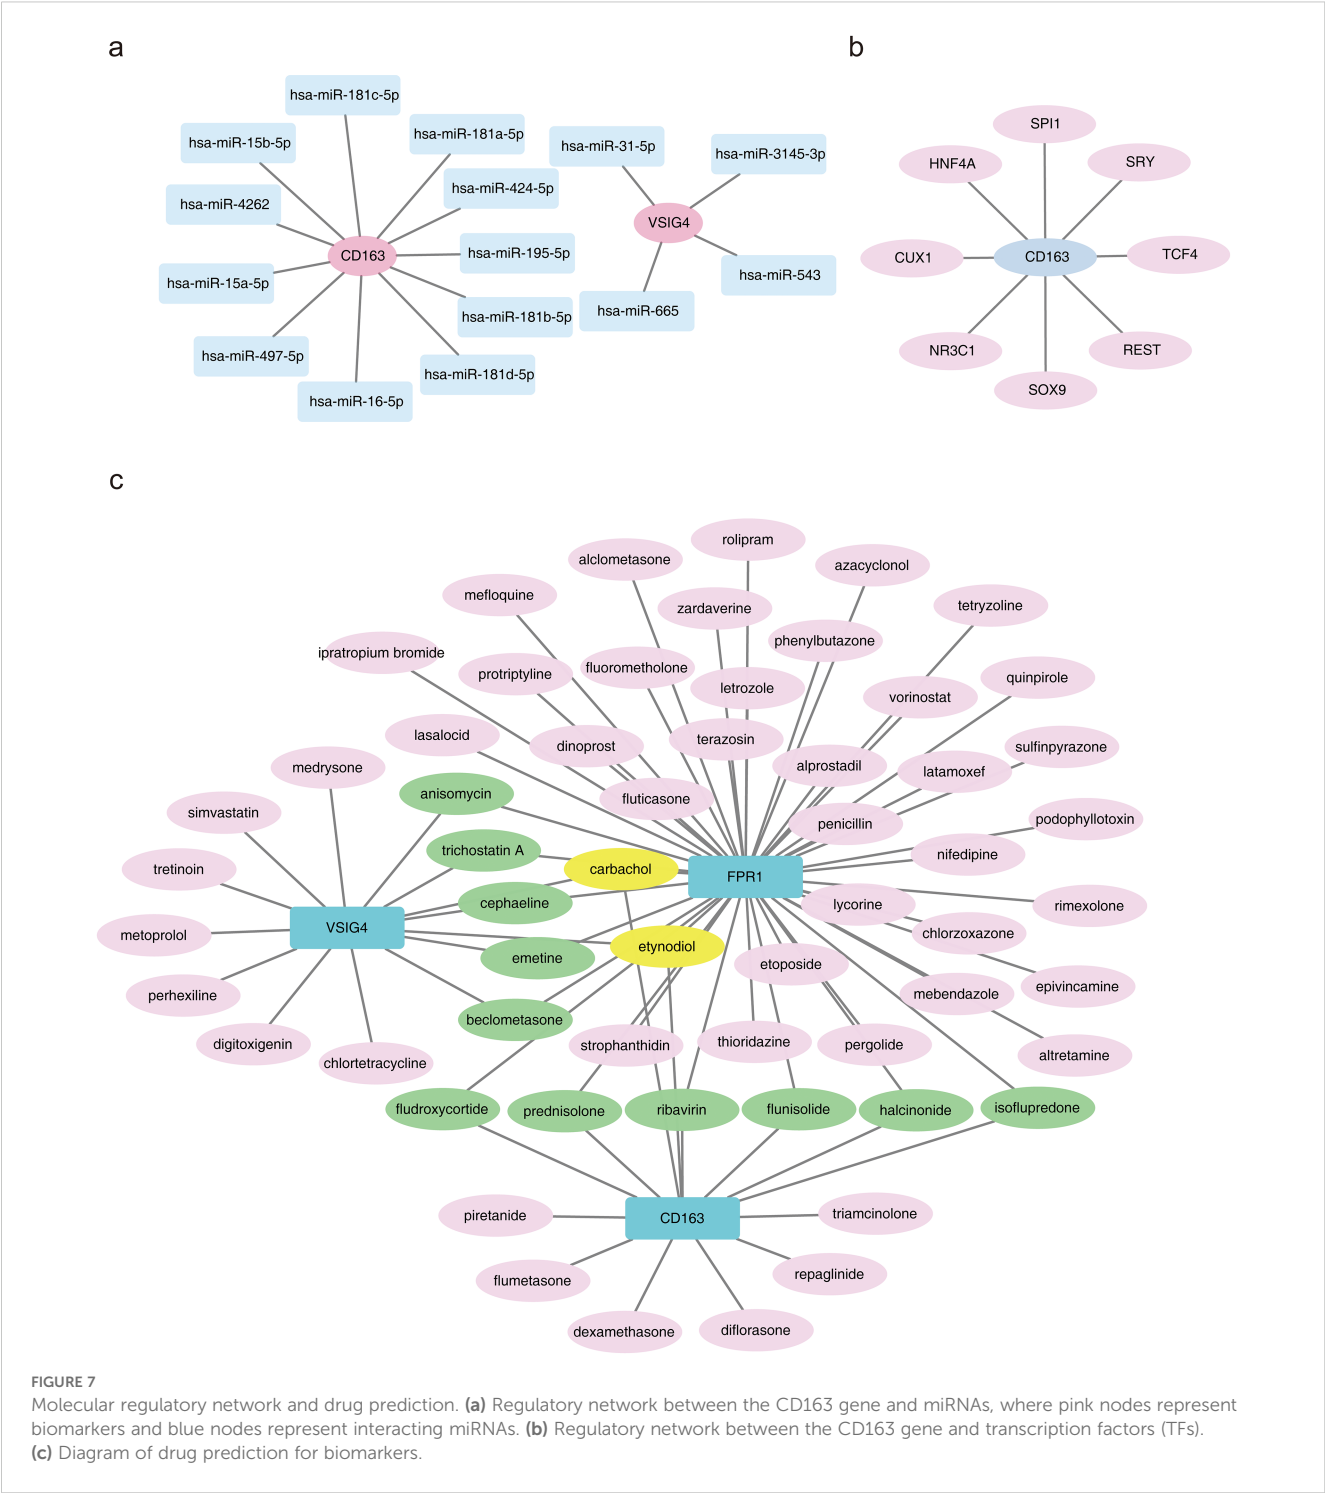 a
b
hsa-miR-181c-5p
hsa-miR-15b-5p
hsa-miR-181a-5p
hsa-miR-4262
hsa-miR-424-5p
CD163
hsa-miR-195-5p
hsa-miR-15a-5p
hsa-miR-181b-5p
hsa-miR-497-5p
hsa-miR-181d-5p
hsa-miR-16-5p
hsa-miR-31-5p
hsa-miR-3145-3p
VSIG4
hsa-miR-543
hsa-miR-665
SPI1
HNF4A
SRY
CUX1
CD163
TCF4
NR3C1
REST
SOX9
c
rolipram
alclometasone
azacyclonol
mefloquine
zardaverine
tetryzoline
phenylbutazone
ipratropium bromide
protriptyline
fluorometholone
letrozole
quinpirole
vorinostat
lasalocid
dinoprost
terazosin
sulfinpyrazone
medrysone
alprostadil
latamoxef
anisomycin
fluticasone
simvastatin
penicillin
podophyllotoxin
trichostatin A
nifedipine
tretinoin
carbachol
FPR1
cephaeline
lycorine
rimexolone
VSIG4
metoprolol
chlorzoxazone
etynodiol
emetine
etoposide
epivincamine
perhexiline
mebendazole
beclometasone
digitoxigenin
strophanthidin
thioridazine
pergolide
altretamine
chlortetracycline
fludroxycortide
prednisolone
ribavirin
flunisolide
halcinonide
isoflupredone
piretanide
CD163
triamcinolone
flumetasone
repaglinide
dexamethasone
diflorasone
FIGURE 7
Molecular regulatory network and drug prediction. (a) Regulatory network between the CD163 gene and miRNAs, where pink nodes represent
biomarkers and blue nodes represent interacting miRNAs. (b) Regulatory network between the CD163 gene and transcription factors (TFs).
(c) Diagram of drug prediction for biomarkers.